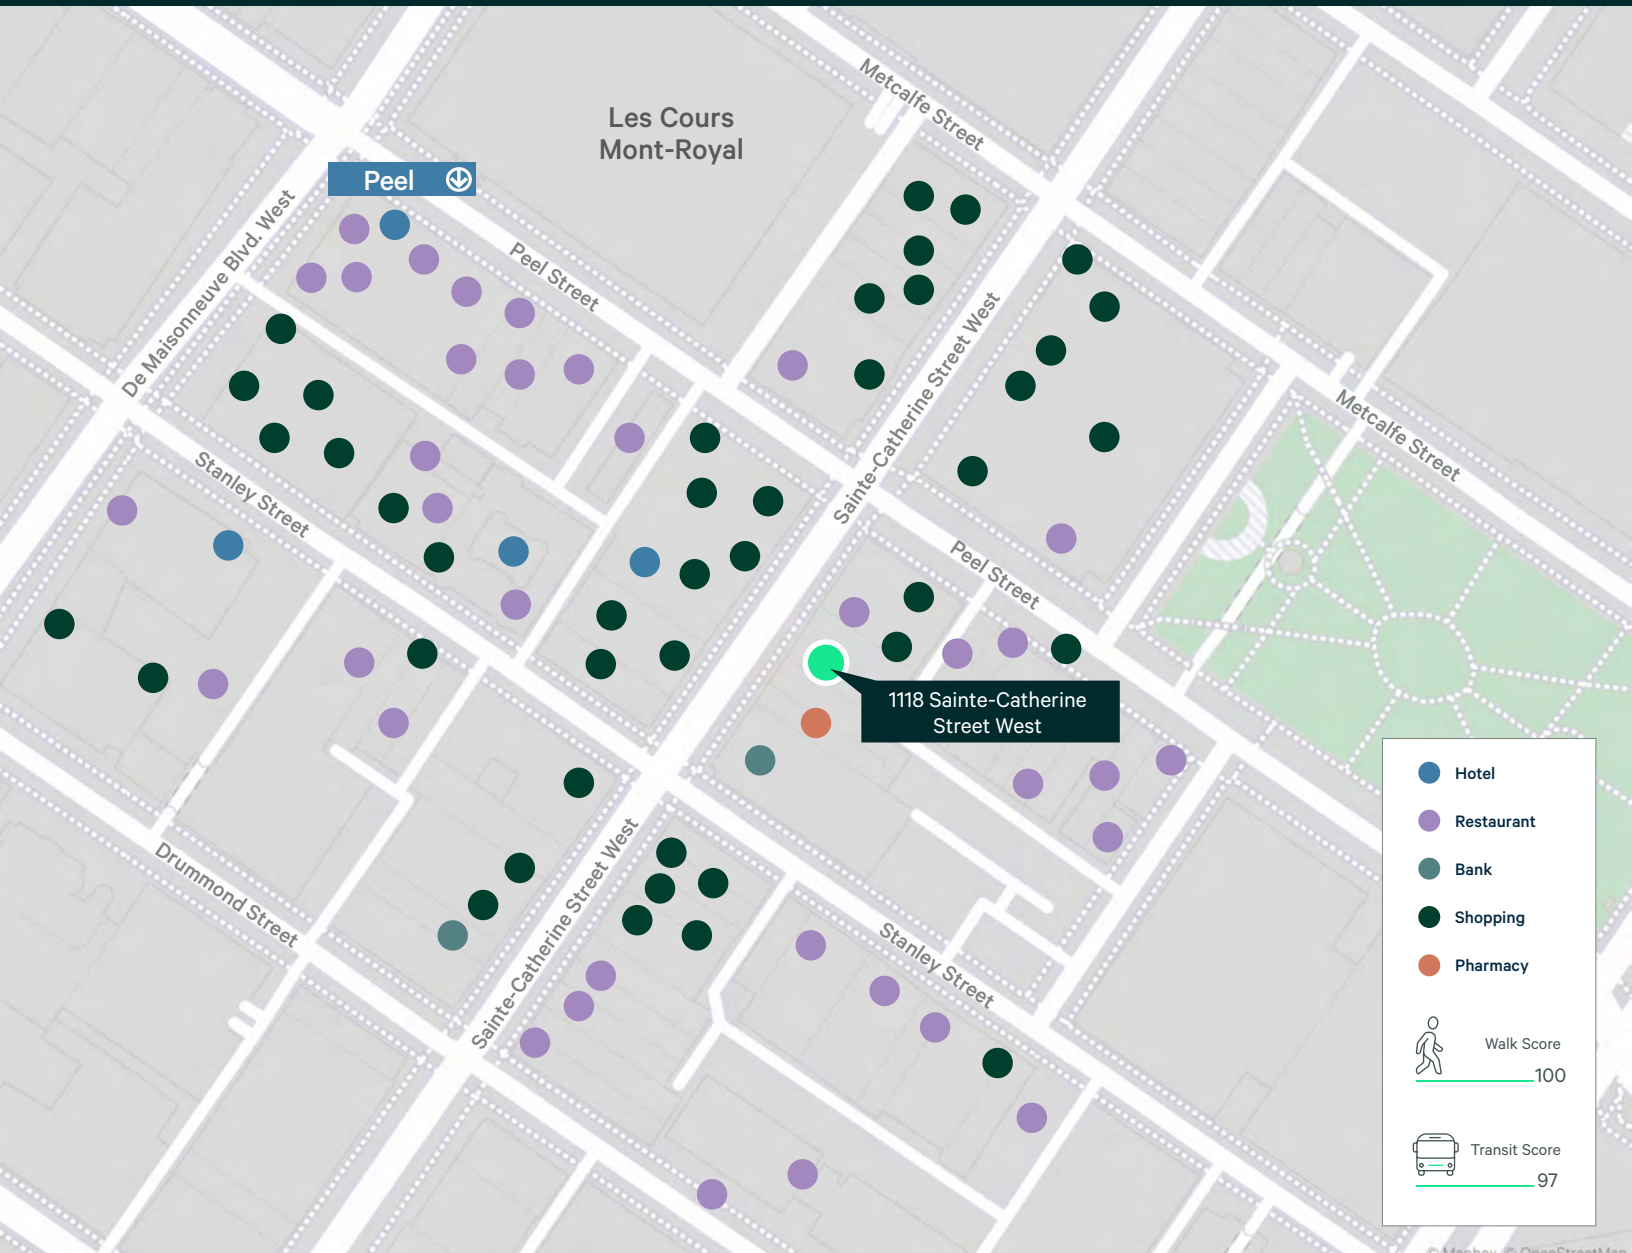 Metcalfe Street
Les Cours
Mont-Royal
Peel
De Maisonneuve Blvd. West
Peel Street
Sainte-Catherine Street West
Metcalfe Street
Stanley Street
Peel Street
1118 Sainte-Catherine
Street West
Hotel
Restaurant
Bank
Shopping
Pharmacy
Walk Score
100
Transit Score
97
Drummond Street
Sainte-Catherine Street West
Stanley Street
© Mapbox © OpenStreetMap